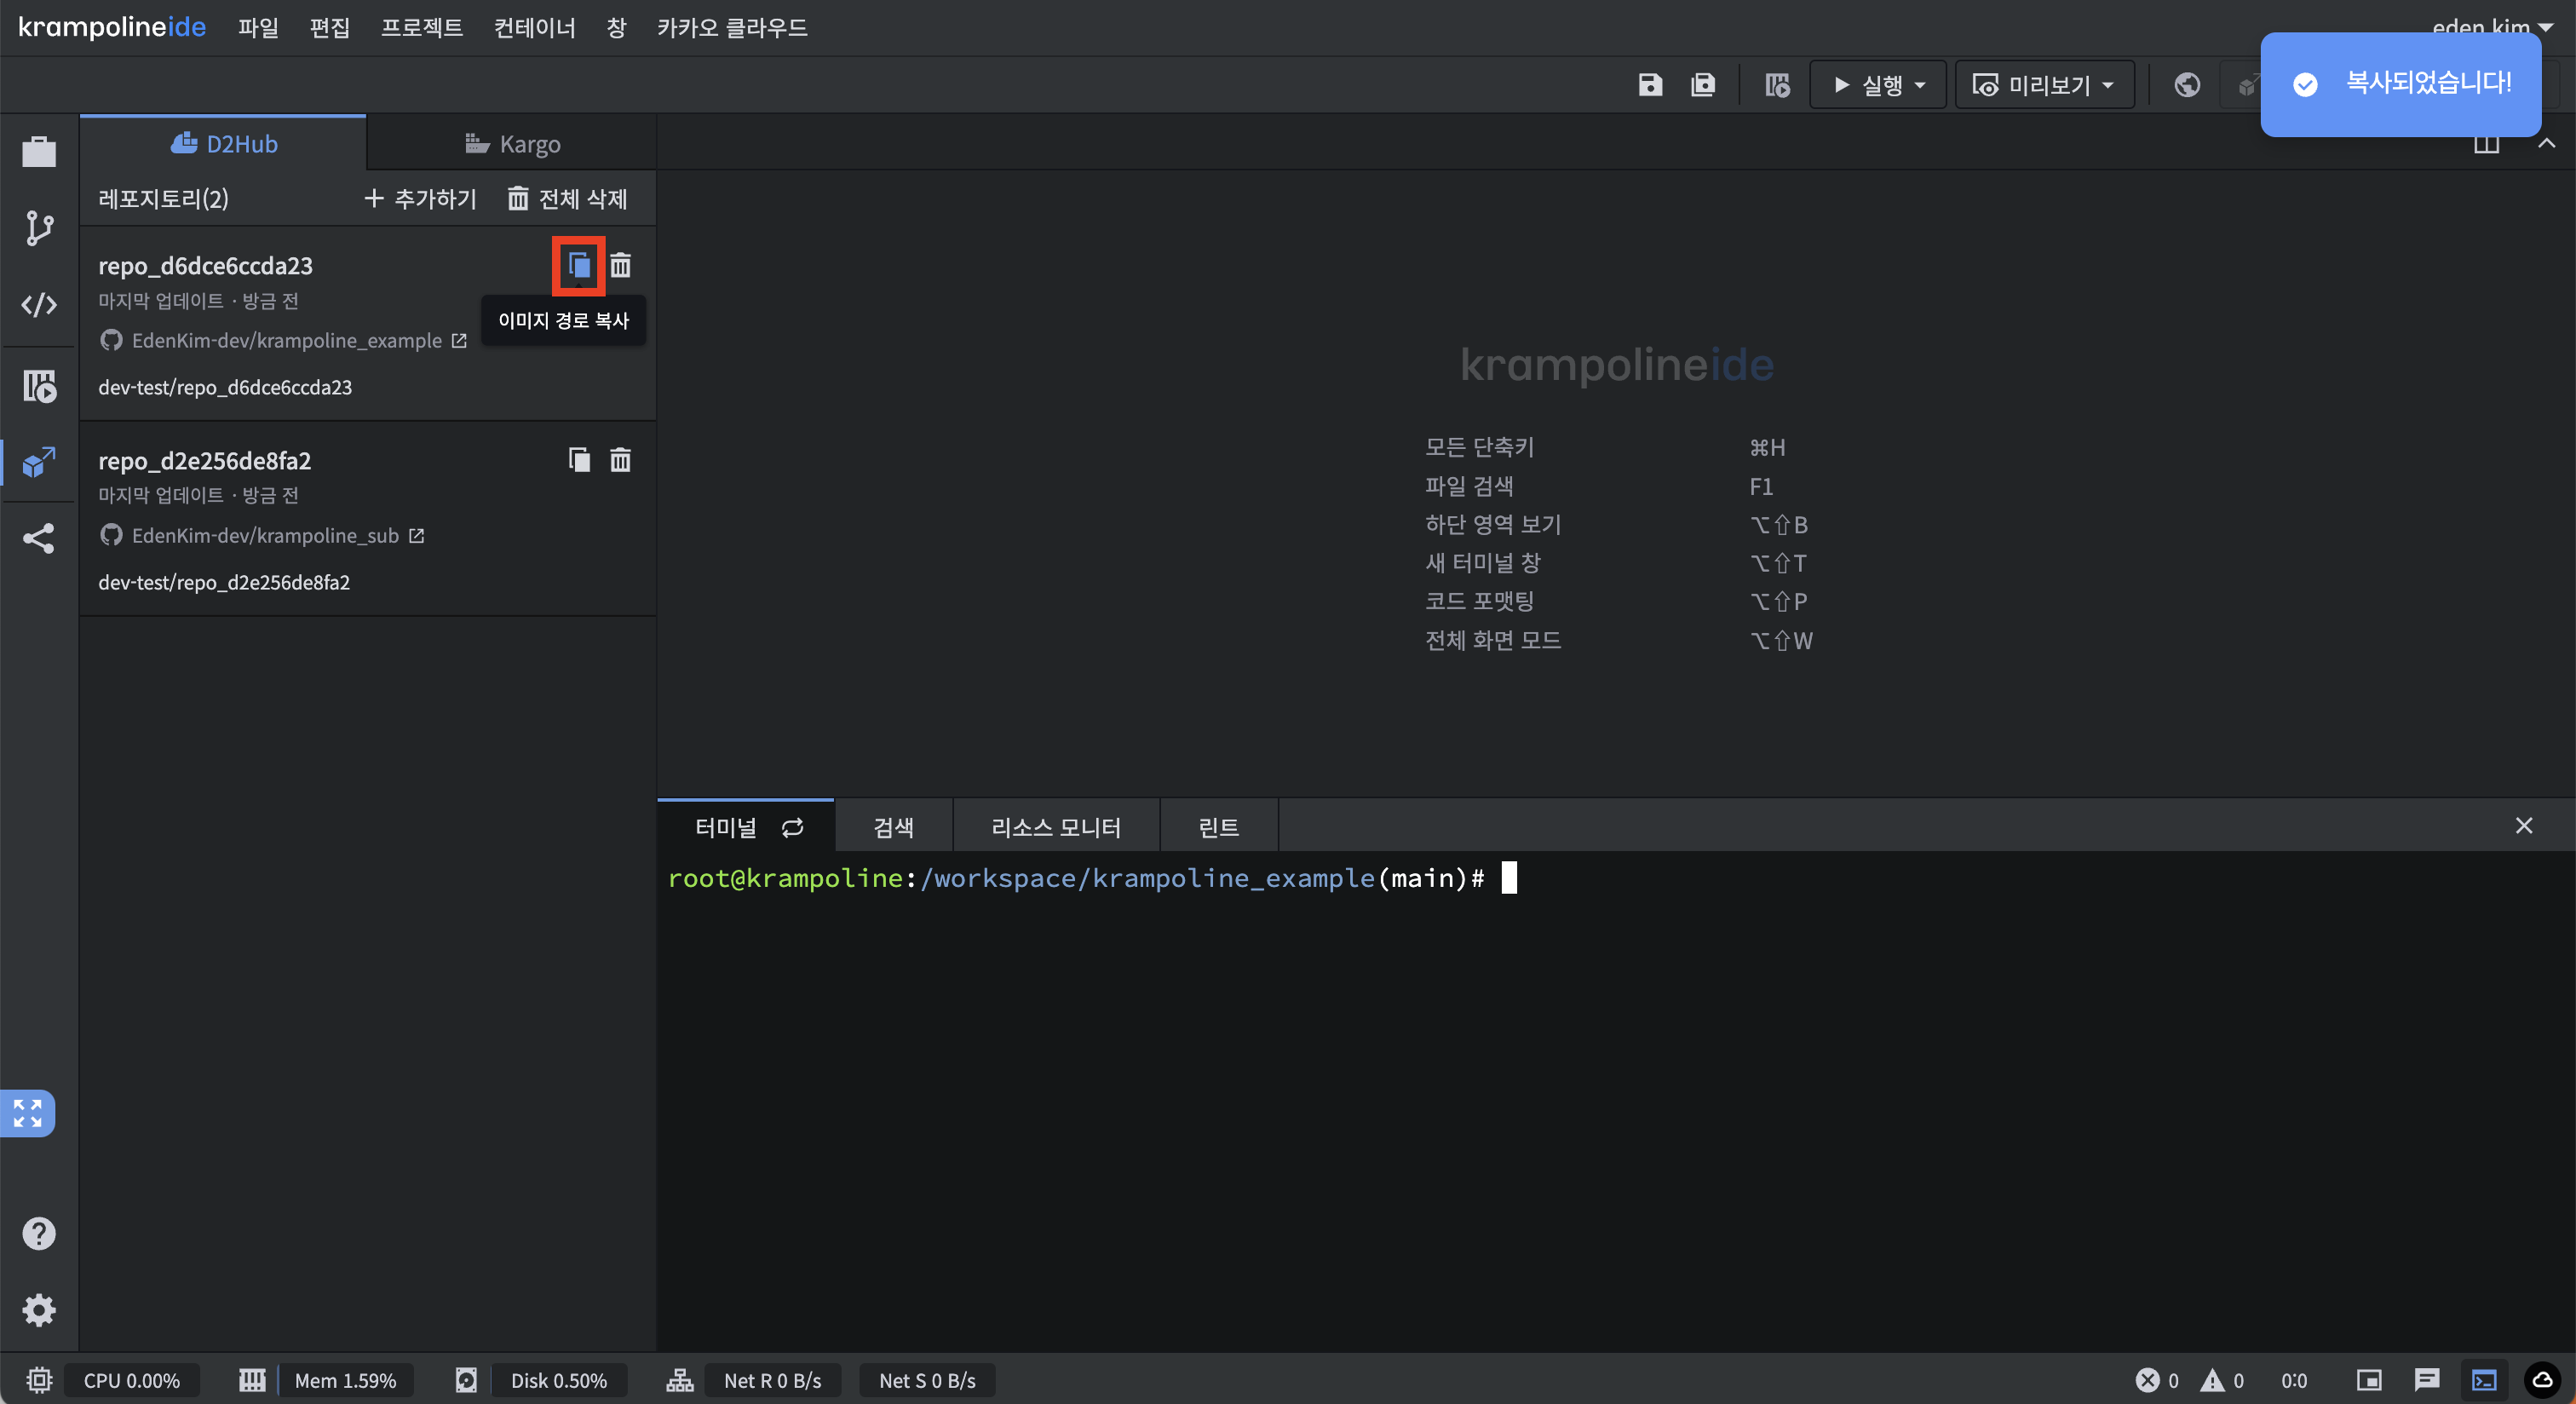 krampolineide 파일 편집 프로젝트 컨테이너 창 카카오 클라우드 eden kim
복사되었습니다!
실행 미리보기
D2Hub Kargo
레포지토리(2) 추가하기 전체 삭제
repo_d6dce6ccda23
마지막 업데이트 · 방금 전
이미지 경로 복사
EdenKim-dev/krampoline_example
dev-test/repo_d6dce6ccda23
repo_d2e256de8fa2
마지막 업데이트 · 방금 전
EdenKim-dev/krampoline_sub
dev-test/repo_d2e256de8fa2
krampolineide
모든 단축키 ⌘H
파일 검색 F1
하단 영역 보기 ⌥⇧B
새 터미널 창 ⌥⇧T
코드 포맷팅 ⌥⇧P
전체 화면 모드 ⌥⇧W
터미널 검색 리소스 모니터 린트
root@krampoline:/workspace/krampoline_example(main)#
CPU 0.00% Mem 1.59% Disk 0.50% Net R 0 B/s Net S 0 B/s 0 0 0:0